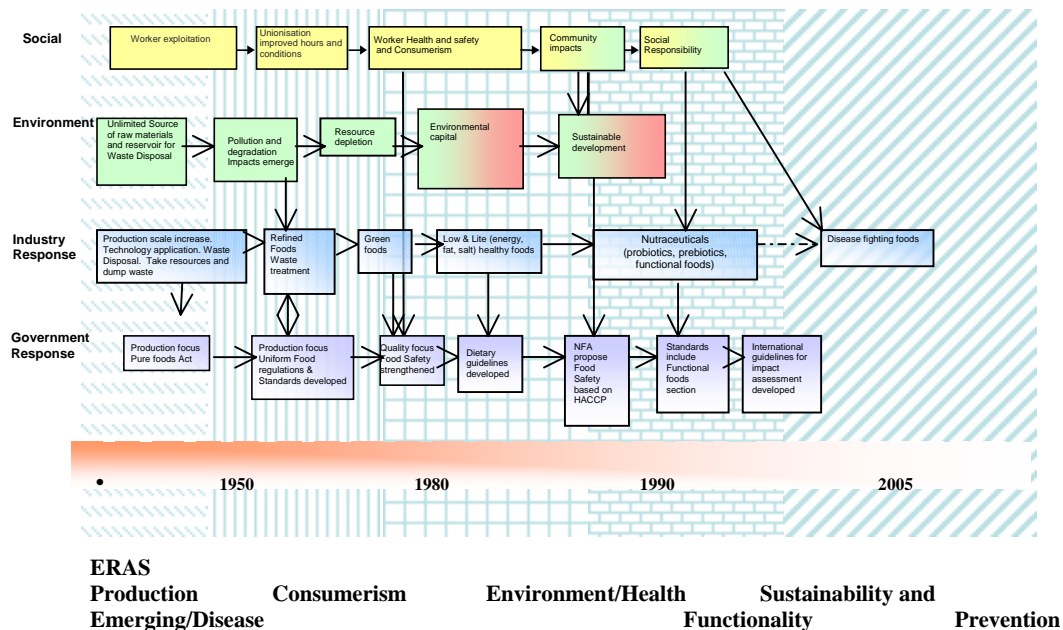 Social
Worker exploitation
Unionisation
improved hours and
conditions
Worker Health and safety
and Consumerism
Community
impacts
Social
Responsibility
Environment
Unlimited Source
of raw materials
and reservoir for
Waste Disposal
Pollution and
degradation
Impacts emerge
Resource
depletion
Environmental
capital
Sustainable
development
Industry
Response
Production scale increase.
Technology application. Waste
Disposal. Take resources and
dump waste
Refined
Foods
Waste
treatment
Green
foods
Low & Lite (energy,
fat, salt) healthy foods
Nutraceuticals
(probiotics, prebiotics,
functional foods)
Disease fighting foods
Government
Response
Production focus
Pure foods Act
Production focus
Uniform Food
regulations &
Standards developed
Quality focus
Food Safety
strengthened
Dietary
guidelines
developed
NFA
propose
Food
Safety
based on
HACCP
Standards
include
Functional
foods
section
International
guidelines for
impact
assessment
developed
• 1950 1980 1990 2005
ERAS
Production Consumerism Environment/Health Sustainability and
Emerging/Disease Functionality Prevention